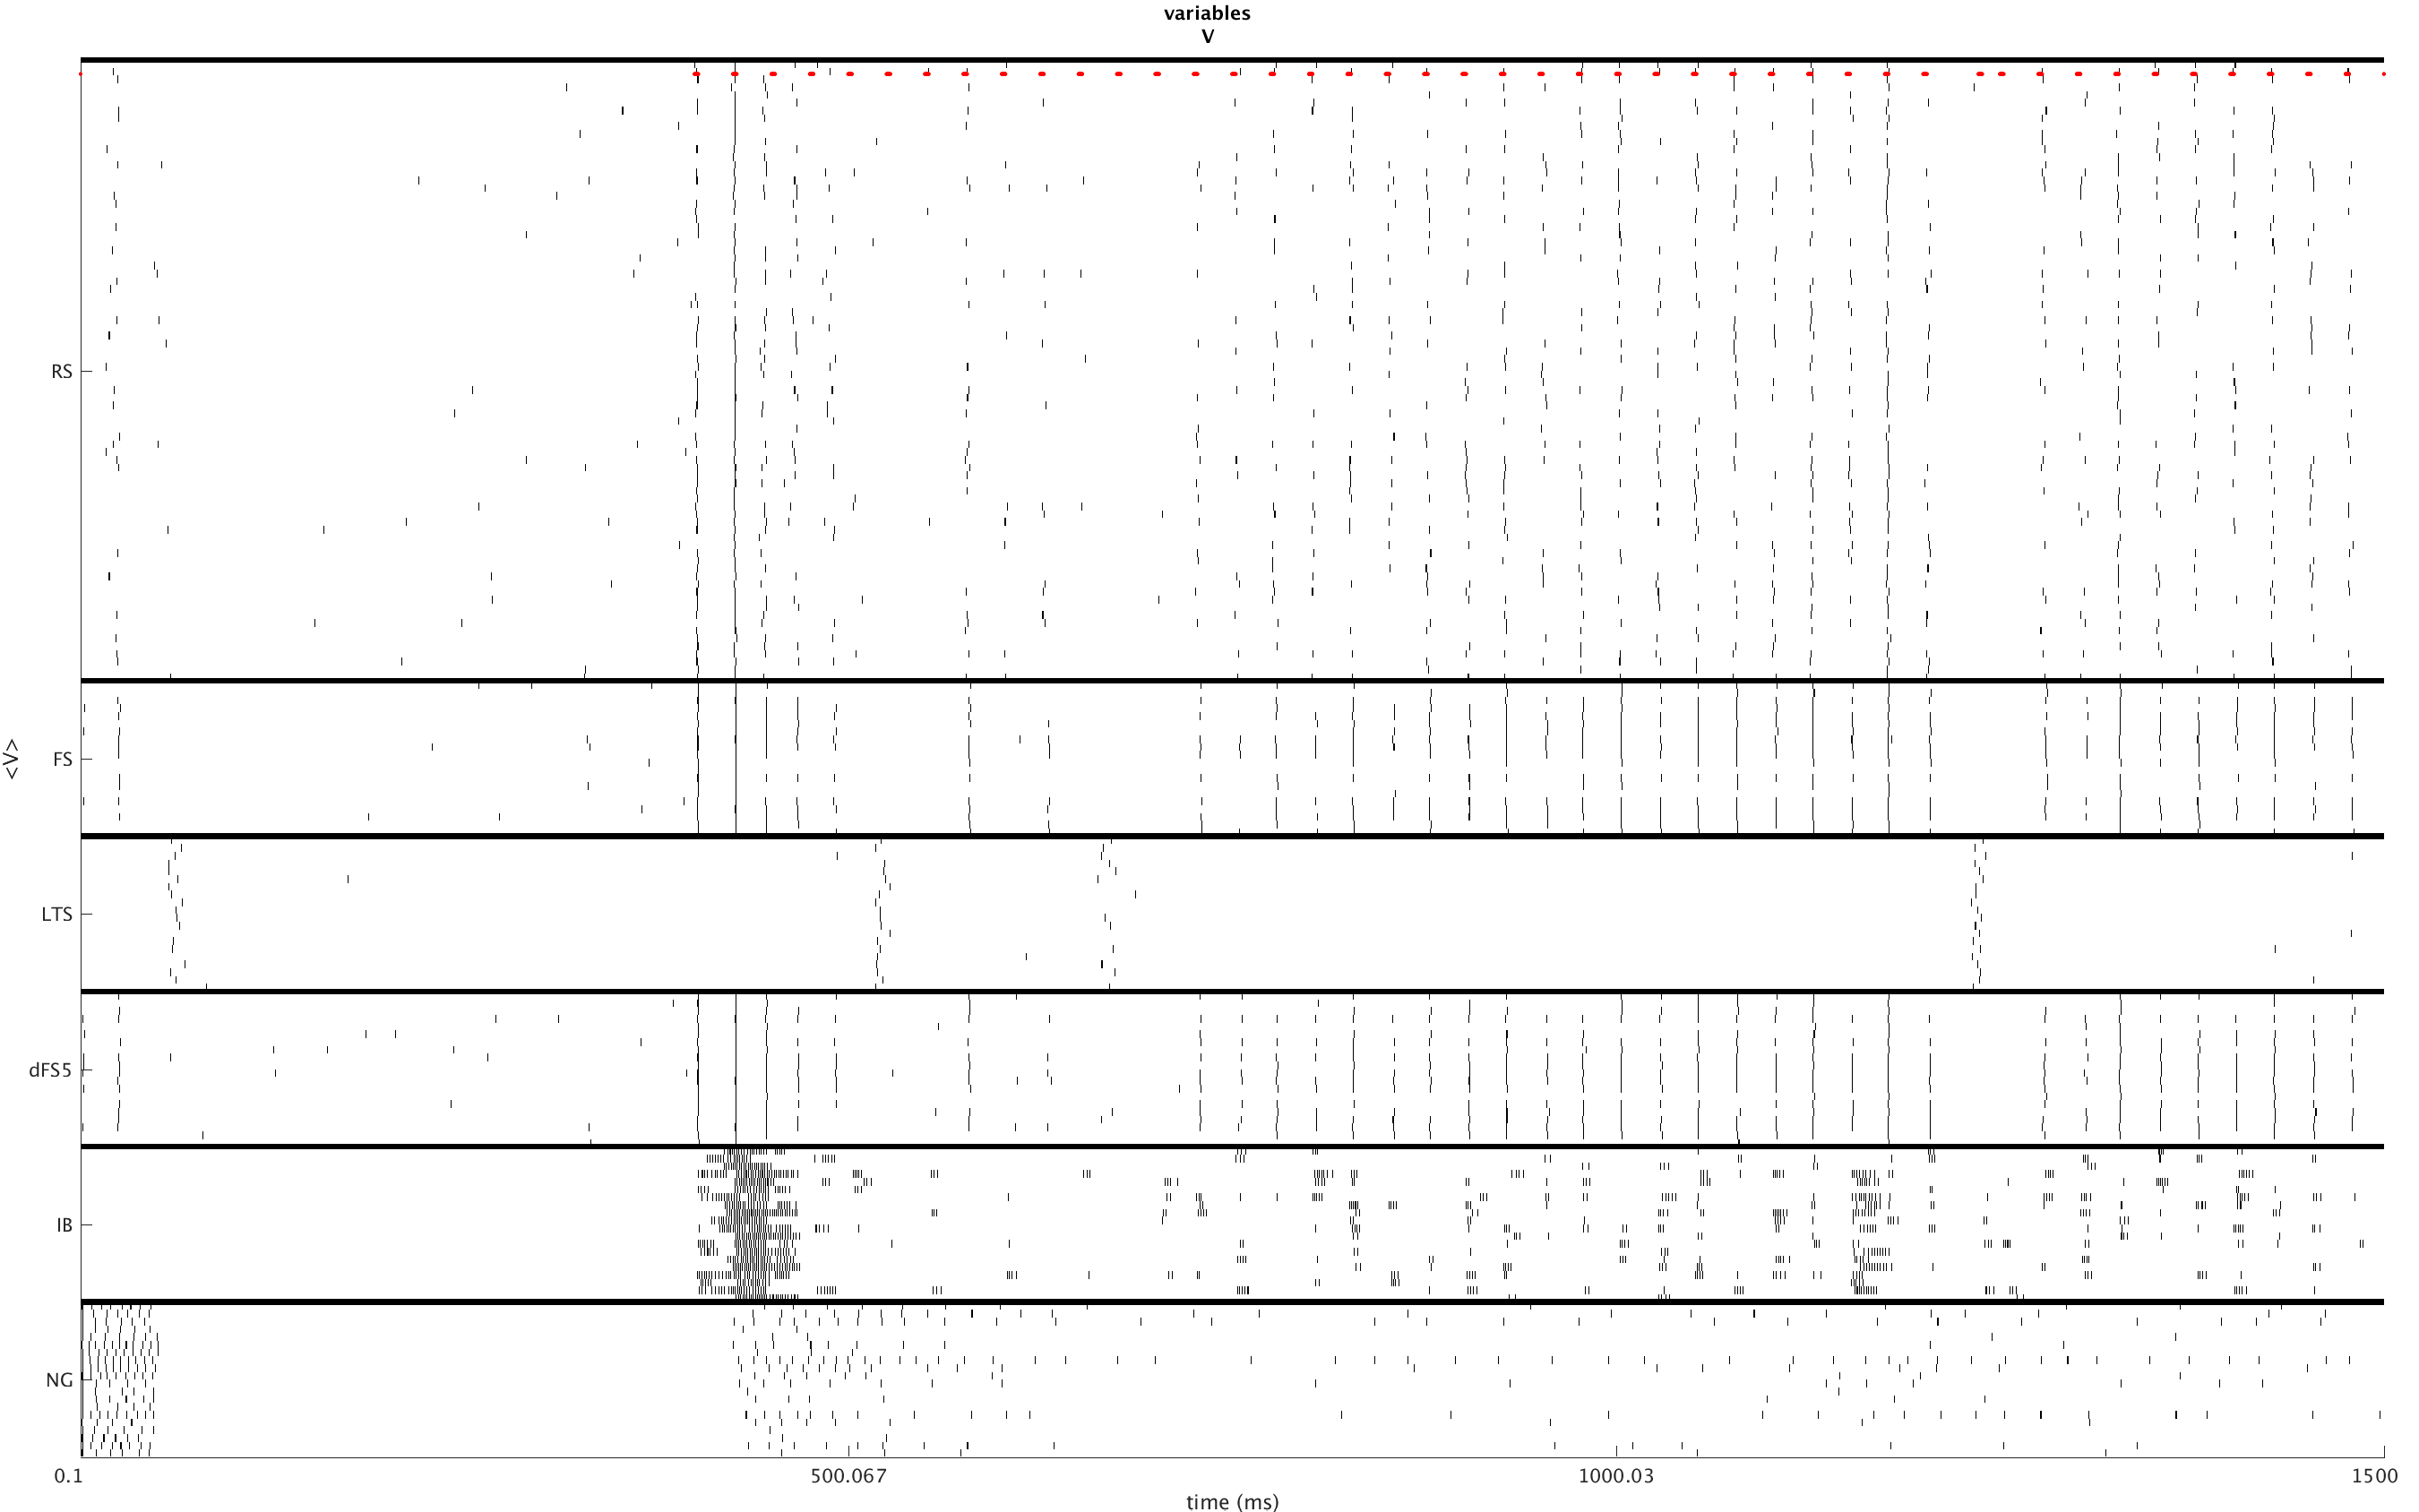 variables
V
RS
FS
<V>
LTS
dFS5
IB
NG
0.1
500.067
1000.03
1500
time (ms)